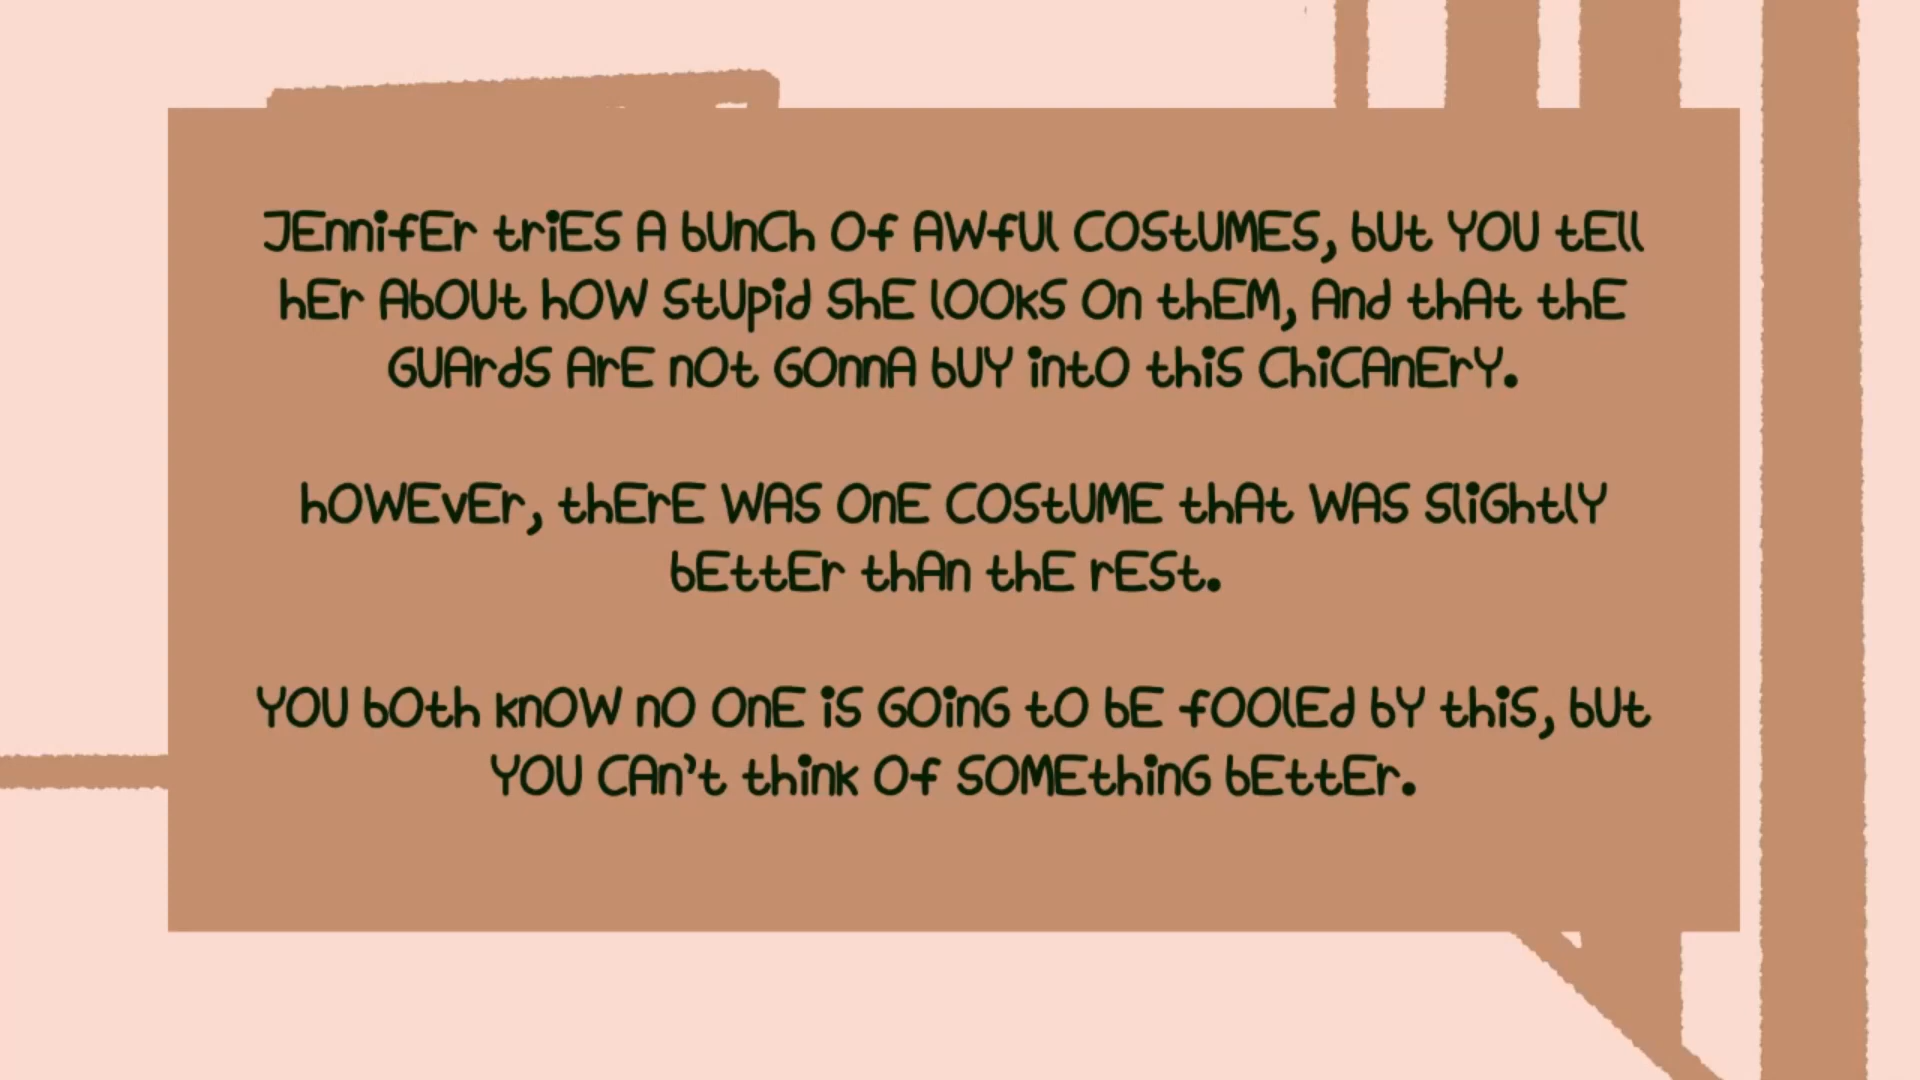 Jennifer tries a bunch of awful costumes, but you tell
her about how stupid she looks on them, and that the
guards are not gonna buy into this chicanery.
However, there was one costume that was slightly
better than the rest.
You both know no one is going to be fooled by this, but
you can't think of something better.